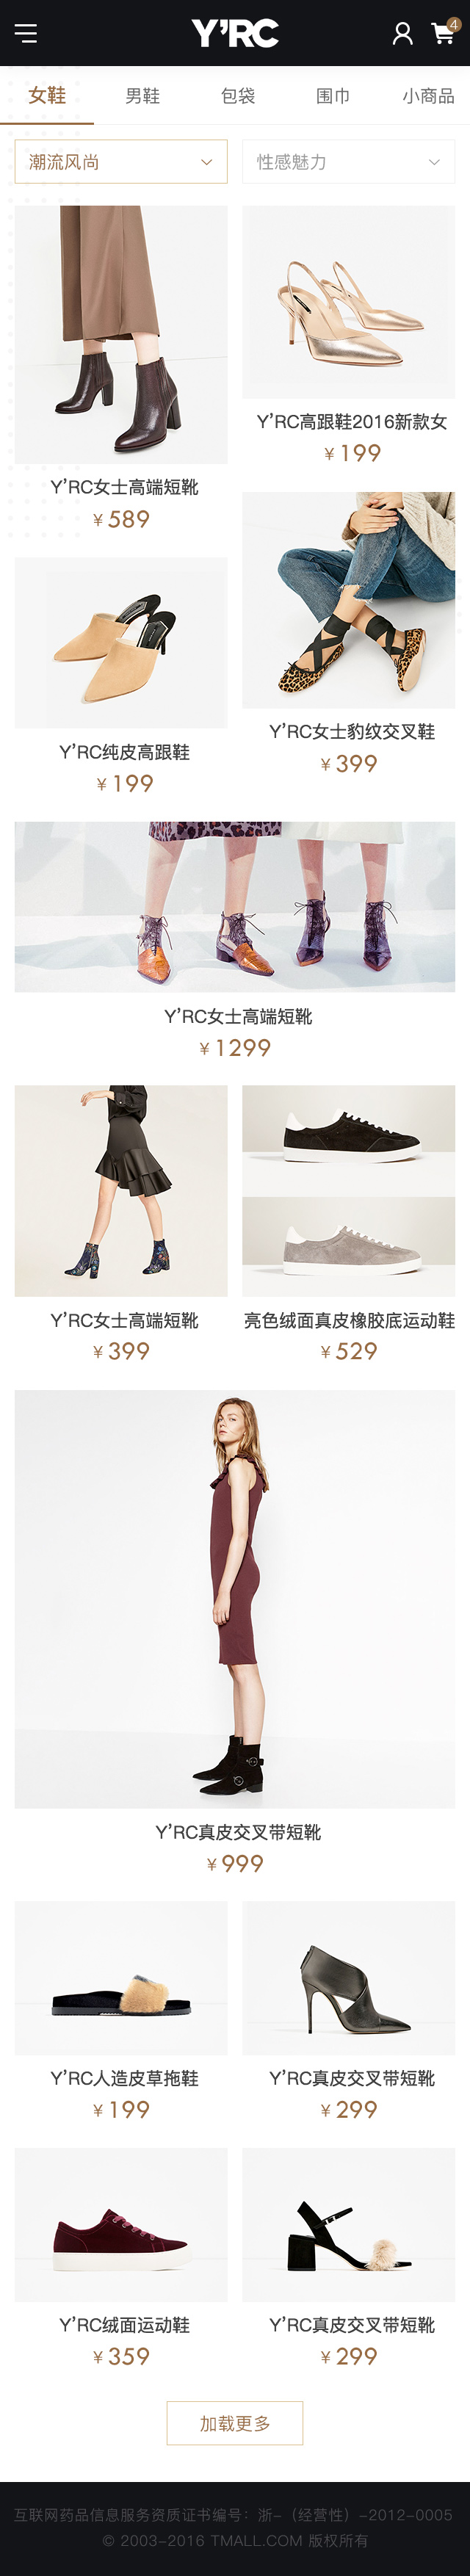 Y'RC
4
女鞋
男鞋
包袋
围巾
小商品
潮流风尚
性感魅力
Y'RC高跟鞋2016新款女
¥ 199
Y'RC女士高端短靴
¥ 589
Y'RC女士豹纹交叉鞋
¥ 399
Y'RC纯皮高跟鞋
¥ 199
Y'RC女士高端短靴
¥ 1299
Y'RC女士高端短靴
¥ 399
亮色绒面真皮橡胶底运动鞋
¥ 529
Y'RC真皮交叉带短靴
¥ 999
Y'RC人造皮草拖鞋
¥ 199
Y'RC真皮交叉带短靴
¥ 299
Y'RC绒面运动鞋
¥ 359
Y'RC真皮交叉带短靴
¥ 299
加载更多
互联网药品信息服务资质证书编号：浙-（经营性）-2012-0005
© 2003-2016 TMALL.COM 版权所有